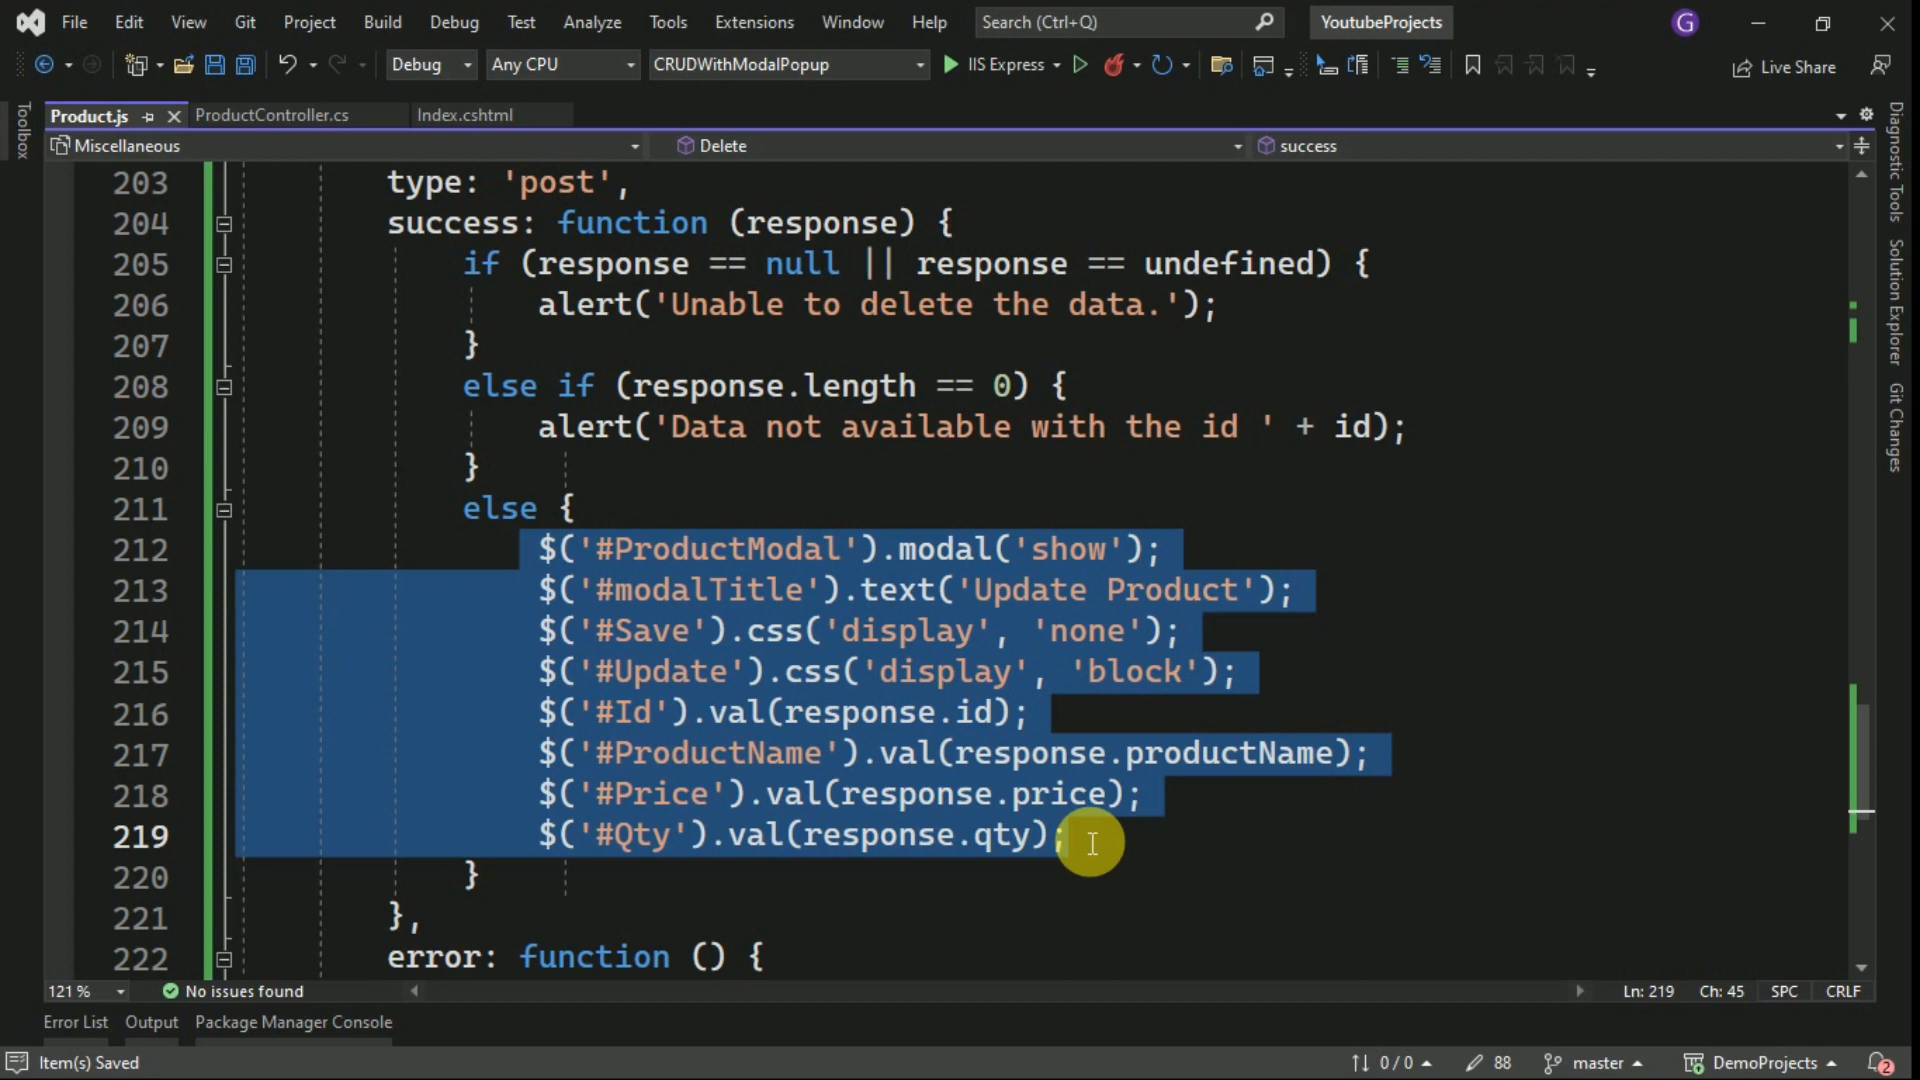 File Edit View Git Project Build Debug Test Analyze Tools Extensions Window Help Search (Ctrl+Q) YoutubeProjects G
Debug Any CPU CRUDWithModalPopup IIS Express Live Share
Toolbox
Product.js ProductController.cs Index.cshtml
Miscellaneous Delete success
203 type: 'post',
204 success: function (response) {
205 if (response == null || response == undefined) {
206 alert('Unable to delete the data.');
207 }
208 else if (response.length == 0) {
209 alert('Data not available with the id ' + id);
210 }
211 else {
212 $('#ProductModal').modal('show');
213 $('#modalTitle').text('Update Product');
214 $('#Save').css('display', 'none');
215 $('#Update').css('display', 'block');
216 $('#Id').val(response.id);
217 $('#ProductName').val(response.productName);
218 $('#Price').val(response.price);
219 $('#Qty').val(response.qty);
220 }
221 },
222 error: function () {
Diagnostic Tools
Solution Explorer
Git Changes
121 % No issues found Ln: 219 Ch: 45 SPC CRLF
Error List Output Package Manager Console
Item(s) Saved 0 / 0 88 master DemoProjects 2